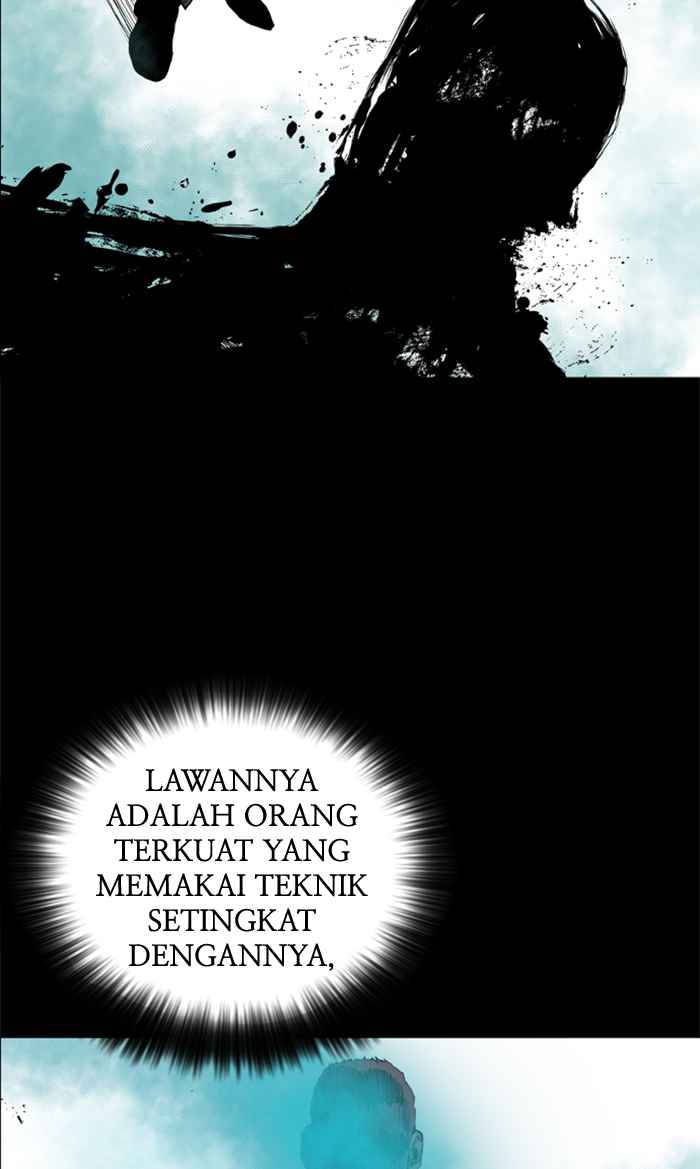 LAWANNYA
ADALAH ORANG
TERKUAT YANG
MEMAKAI TEKNIK
SETINGKAT
DENGANNYA,